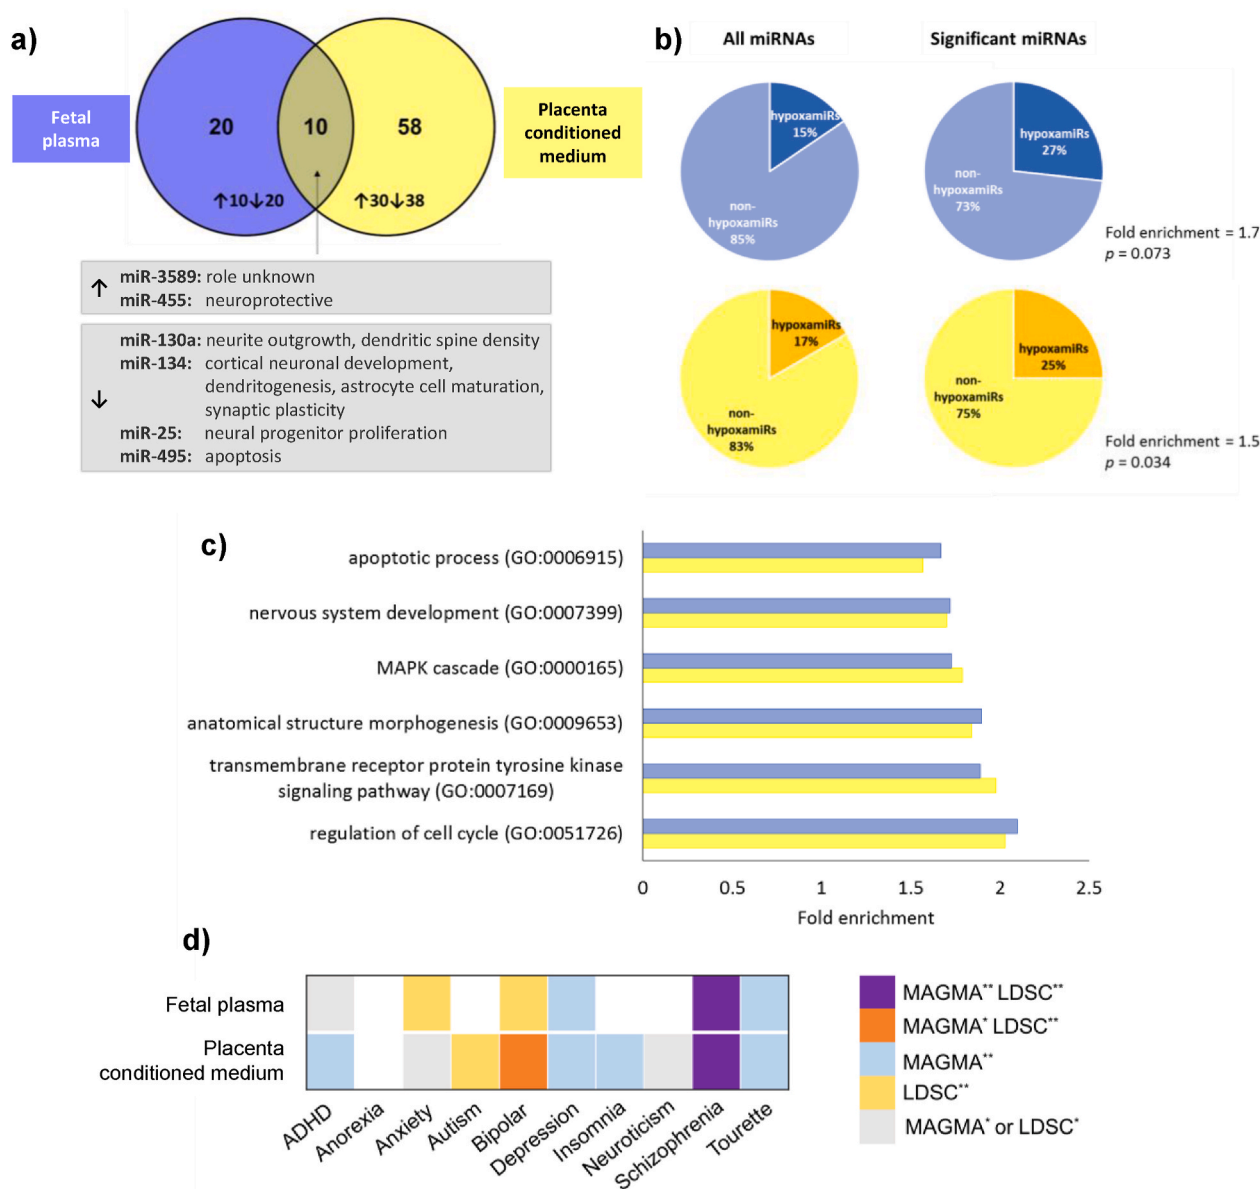 a)
Fetal
plasma
20
10
58
↑10↓20
↑30↓38
Placenta
conditioned
medium
↑
miR-3589: role unknown
miR-455: neuroprotective
↓
miR-130a: neurite outgrowth, dendritic spine density
miR-134: cortical neuronal development,
dendritogenesis, astrocyte cell maturation,
synaptic plasticity
miR-25: neural progenitor proliferation
miR-495: apoptosis
b)
All miRNAs
Significant miRNAs
hypoxamiRs
15%
non-
hypoxamiRs
85%
hypoxamiRs
27%
non-
hypoxamiRs
73%
Fold enrichment = 1.7
p = 0.073
hypoxamiRs
17%
non-
hypoxamiRs
83%
hypoxamiRs
25%
non-
hypoxamiRs
75%
Fold enrichment = 1.5
p = 0.034
c)
apoptotic process (GO:0006915)
nervous system development (GO:0007399)
MAPK cascade (GO:0000165)
anatomical structure morphogenesis (GO:0009653)
transmembrane receptor protein tyrosine kinase
signaling pathway (GO:0007169)
regulation of cell cycle (GO:0051726)
0 0.5 1 1.5 2 2.5
Fold enrichment
d)
Fetal plasma
Placenta
conditioned medium
ADHD
Anorexia
Anxiety
Autism
Bipolar
Depression
Insomnia
Neuroticism
Schizophrenia
Tourette
MAGMA** LDSC**
MAGMA* LDSC**
MAGMA**
LDSC**
MAGMA* or LDSC*